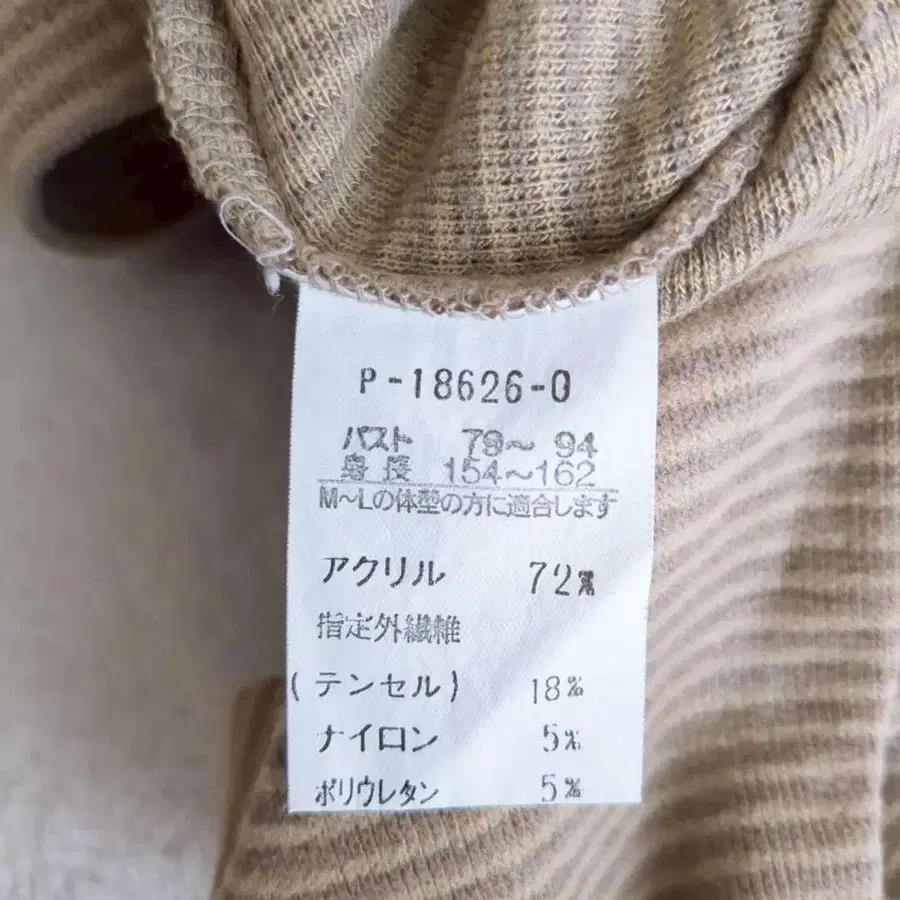 P-18626-0
バスト 79～ 94
身長 154～162
M～Lの体型の方に適合します
アクリル 72%
指定外繊維
(テンセル) 18%
ナイロン 5%
ポリウレタン 5%